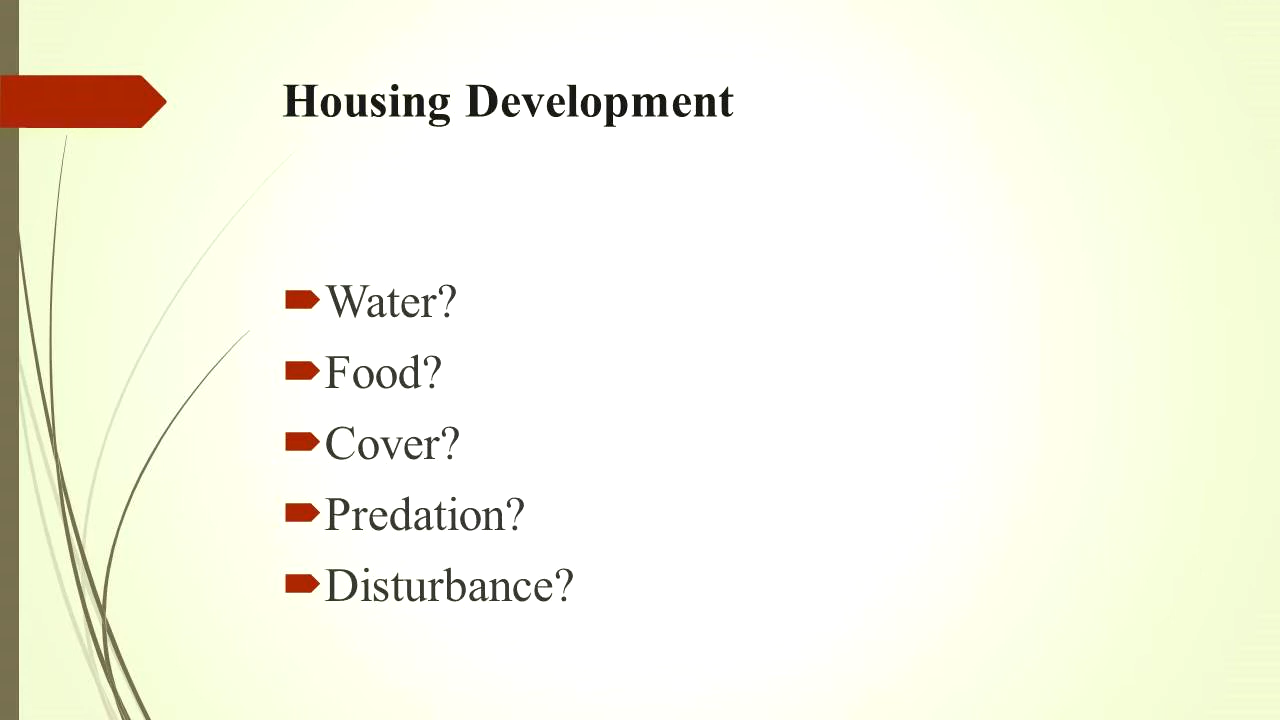 Housing Development
Water?
Food?
Cover?
Predation?
Disturbance?